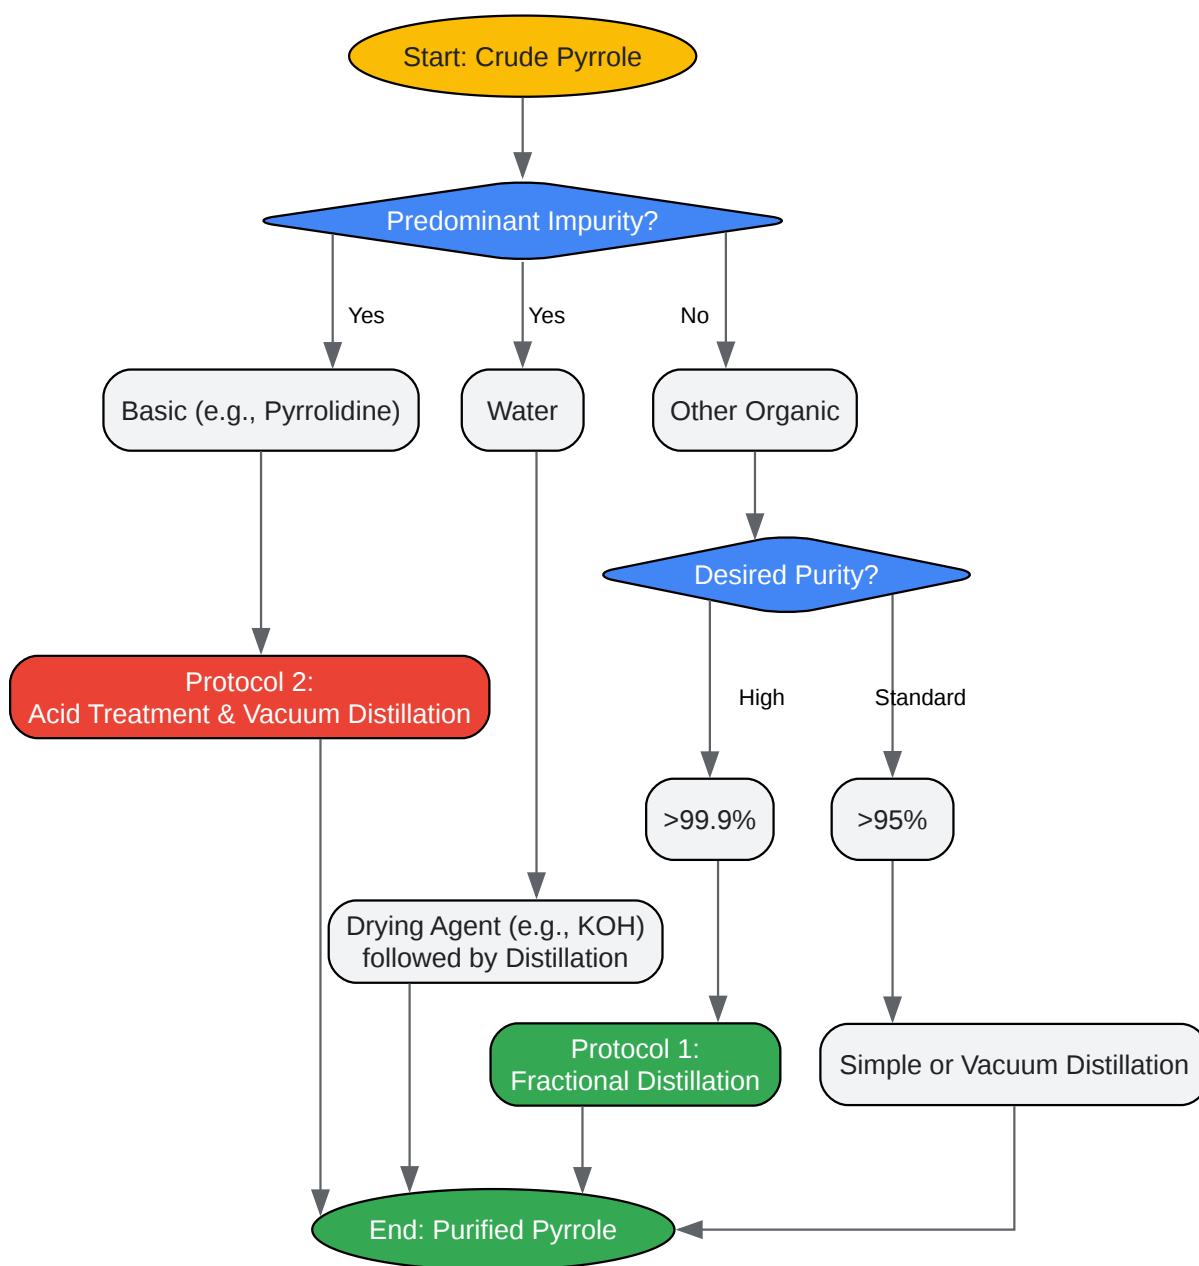 Start: Crude Pyrrole
Predominant Impurity?
Yes
Yes
No
Basic (e.g., Pyrrolidine)
Water
Other Organic
Desired Purity?
Protocol 2:
Acid Treatment & Vacuum Distillation
High
Standard
>99.9%
>95%
Drying Agent (e.g., KOH)
followed by Distillation
Protocol 1:
Fractional Distillation
Simple or Vacuum Distillation
End: Purified Pyrrole